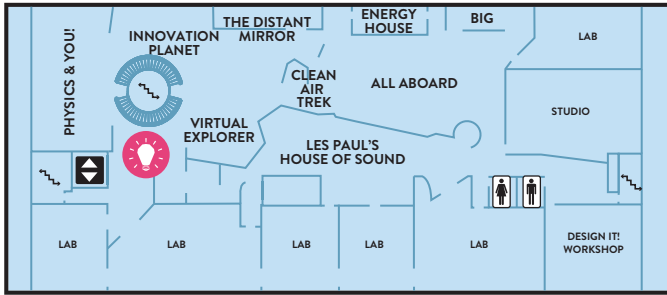 PHYSICS & YOU!
INNOVATION
PLANET
THE DISTANT
MIRROR
ENERGY
HOUSE
BIG
LAB
CLEAN
AIR
TREK
ALL ABOARD
STUDIO
VIRTUAL
EXPLORER
LES PAUL'S
HOUSE OF SOUND
LAB
LAB
LAB
LAB
LAB
DESIGN IT!
WORKSHOP